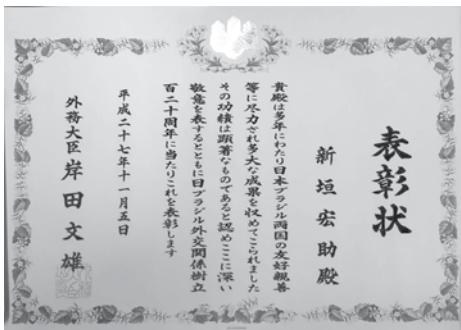 表彰状
新垣宏助殿
貴殿は多年にわたり日本ブラジル両国の友好親善
等に尽力され多大な成果を収めてこられました
その功績は顕著なものであると認めここに深い
敬意を表するとともに日ブラジル外交関係樹立
百二十周年に当たりこれを表彰します
平成二十七年十一月五日
外務大臣 岸田文雄